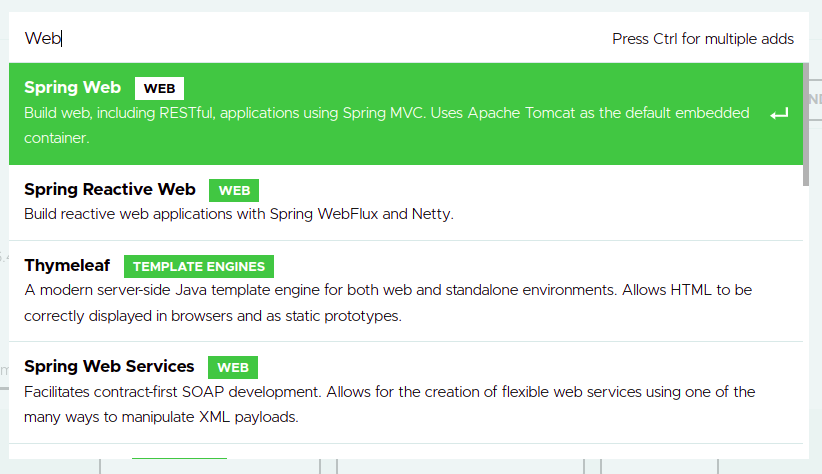 Web
Press Ctrl for multiple adds
Spring Web WEB
Build web, including RESTful, applications using Spring MVC. Uses Apache Tomcat as the default embedded
container.
Spring Reactive Web WEB
Build reactive web applications with Spring WebFlux and Netty.
Thymeleaf TEMPLATE ENGINES
A modern server-side Java template engine for both web and standalone environments. Allows HTML to be
correctly displayed in browsers and as static prototypes.
Spring Web Services WEB
Facilitates contract-first SOAP development. Allows for the creation of flexible web services using one of the
many ways to manipulate XML payloads.